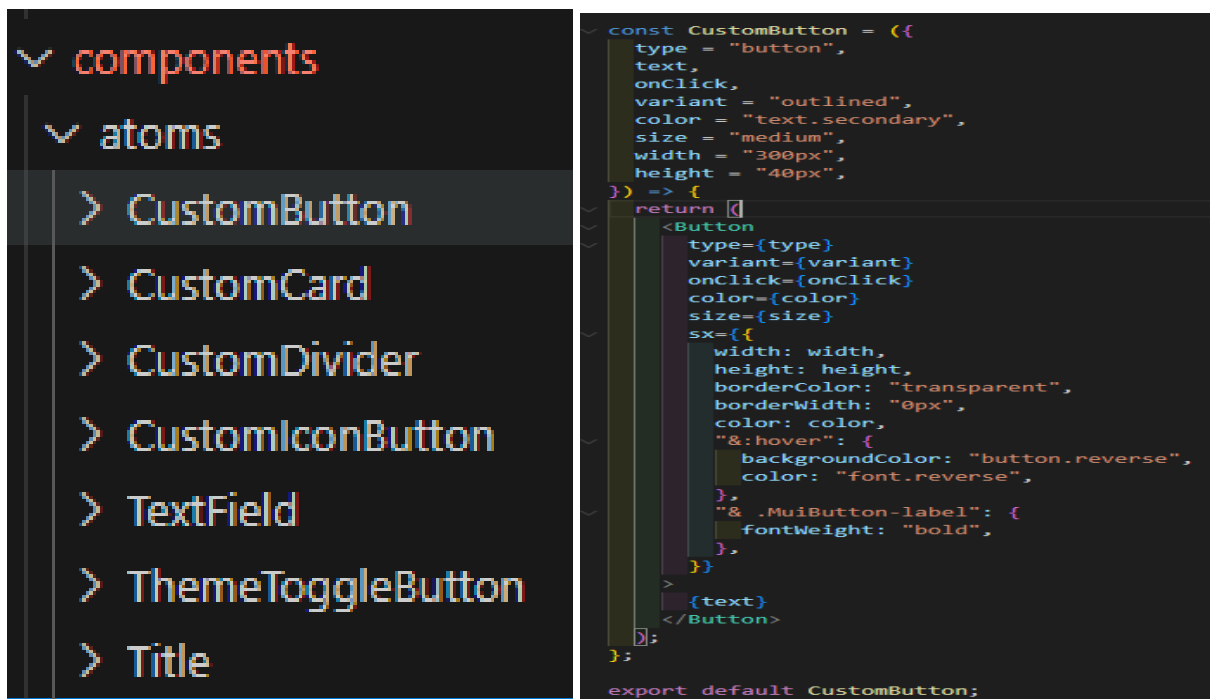 components
atoms
CustomButton
CustomCard
CustomDivider
CustomIconButton
TextField
ThemeToggleButton
Title
const CustomButton = ({
type = "button",
text,
onClick,
variant = "outlined",
color = "text.secondary",
size = "medium",
width = "300px",
height = "40px",
}) => {
return (
<Button
type={type}
variant={variant}
onClick={onClick}
color={color}
size={size}
sx={{
width: width,
height: height,
borderColor: "transparent",
borderWidth: "0px",
color: color,
"&:hover": {
backgroundColor: "button.reverse",
color: "font.reverse",
},
"& .MuiButton-label": {
fontWeight: "bold",
},
}}
>
{text}
</Button>
);
};
export default CustomButton;